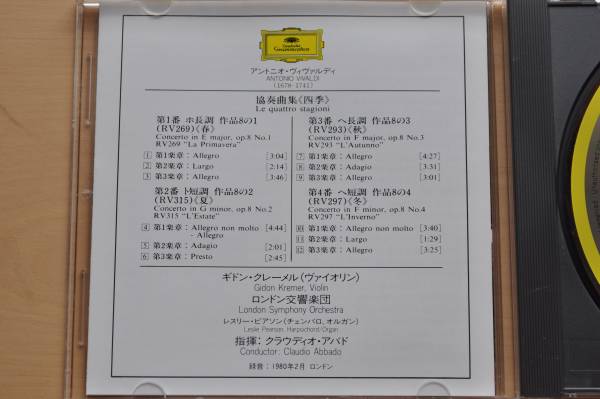 Deutsche
Grammophon
アントニオ・ヴィヴァルディ
ANTONIO VIVALDI
(1678-1741)
協奏曲集《四季》
Le quattro stagioni
第1番 ホ長調 作品8の1
(RV269)《春》
Concerto in E major, op.8 No.1
RV269 "La Primavera"
1 第1楽章：Allegro [3:04]
2 第2楽章：Largo [2:14]
3 第3楽章：Allegro [3:46]
第2番 ト短調 作品8の2
(RV315)《夏》
Concerto in G minor, op.8 No.2
RV315 "L'Estate"
4 第1楽章：Allegro non molto [4:44]
- Allegro
5 第2楽章：Adagio [2:01]
6 第3楽章：Presto [2:45]
第3番 ヘ長調 作品8の3
(RV293)《秋》
Concerto in F major, op.8 No.3
RV293 "L'Autunno"
7 第1楽章：Allegro [4:27]
8 第2楽章：Adagio [3:31]
9 第3楽章：Allegro [3:01]
第4番 ヘ短調 作品8の4
(RV297)《冬》
Concerto in F minor, op.8 No.4
RV297 "L'Inverno"
10 第1楽章：Allegro non molto [3:40]
11 第2楽章：Largo [1:29]
12 第3楽章：Allegro [3:25]
ギドン・クレーメル(ヴァイオリン)
Gidon Kremer, Violin
ロンドン交響楽団
London Symphony Orchestra
レスリー・ピアソン(チェンバロ、オルガン)
Leslie Pearson, Harpsichord/Organ
指揮：クラウディオ・アバド
Conductor: Claudio Abbado
録音：1980年2月 ロンドン